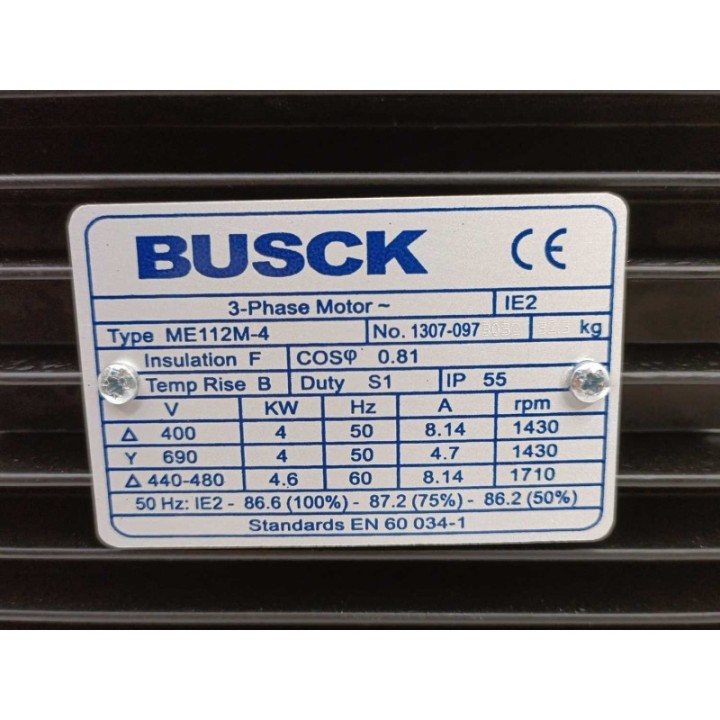 BUSCK CE
3-Phase Motor ~ IE2
Type ME112M-4 No. 1307-097 kg
Insulation F COSφ 0.81
Temp Rise B Duty S1 IP 55
V KW Hz A rpm
Δ 400 4 50 8.14 1430
Y 690 4 50 4.7 1430
Δ 440-480 4.6 60 8.14 1710
50 Hz: IE2 - 86.6 (100%) - 87.2 (75%) - 86.2 (50%)
Standards EN 60 034-1